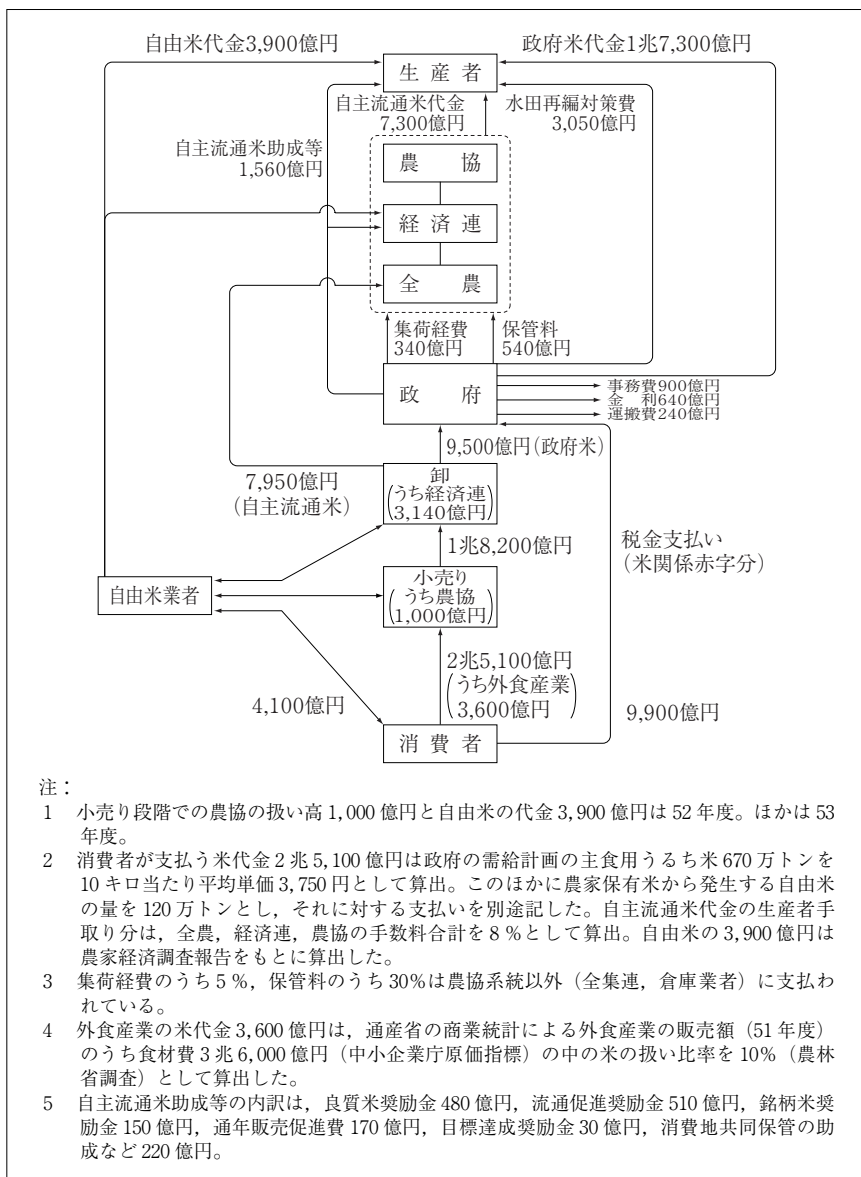 自由米代金3,900億円
政府米代金1兆7,300億円
生産者
自主流通米代金
7,300億円
水田再編対策費
3,050億円
自主流通米助成等
1,560億円
農協
経済連
全農
集荷経費
340億円
保管料
540億円
政府
事務費900億円
金利640億円
運搬費240億円
9,500億円(政府米)
7,950億円
(自主流通米)
卸
(うち経済連
3,140億円)
1兆8,200億円
税金支払い
(米関係赤字分)
自由米業者
小売り
(うち農協
1,000億円)
2兆5,100億円
(うち外食産業
3,600億円)
4,100億円
9,900億円
消費者
注：
1 小売り段階での農協の扱い高1,000億円と自由米の代金3,900億円は52年度。ほかは53
年度。
2 消費者が支払う米代金2兆5,100億円は政府の需給計画の主食用うるち米670万トンを
10キロ当たり平均単価3,750円として算出。このほかに農家保有米から発生する自由米
の量を120万トンとし，それに対する支払いを別途記した。自主流通米代金の生産者手
取り分は，全農，経済連，農協の手数料合計を8％として算出。自由米の3,900億円は
農家経済調査報告をもとに算出した。
3 集荷経費のうち5％，保管料のうち30％は農協系統以外（全集連，倉庫業者）に支払わ
れている。
4 外食産業の米代金3,600億円は，通産省の商業統計による外食産業の販売額（51年度）
のうち食材費3兆6,000億円（中小企業庁原価指標）の中の米の扱い比率を10％（農林
省調査）として算出した。
5 自主流通米助成等の内訳は，良質米奨励金480億円，流通促進奨励金510億円，銘柄米奨
励金150億円，通年販売促進費170億円，目標達成奨励金30億円，消費地共同保管の助
成など220億円。